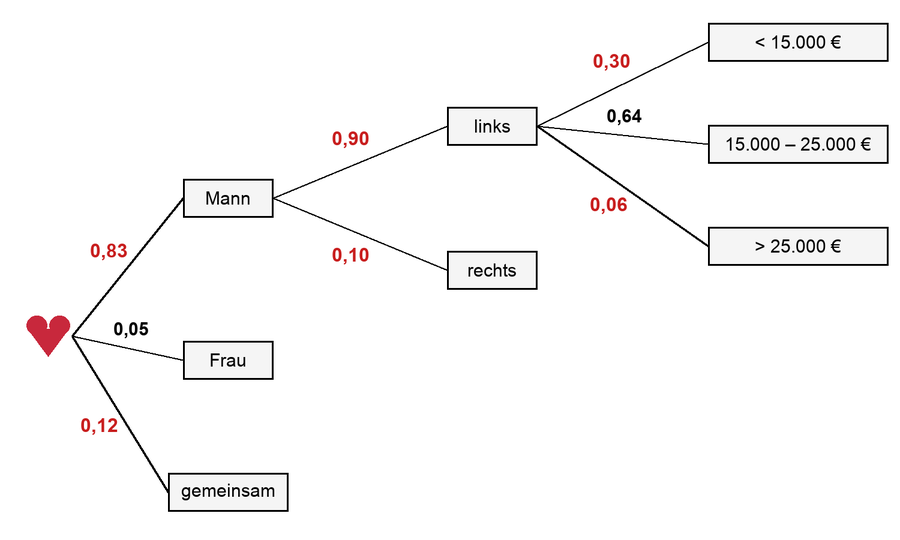 < 15.000 €
0,30
0,64
links
15.000 – 25.000 €
0,90
0,06
Mann
0,10
> 25.000 €
0,83
rechts
0,05
Frau
0,12
gemeinsam